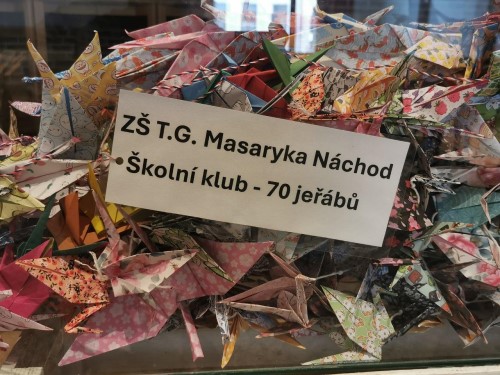 ZŠ T.G. Masaryka Náchod
Školní klub - 70 jeřábů